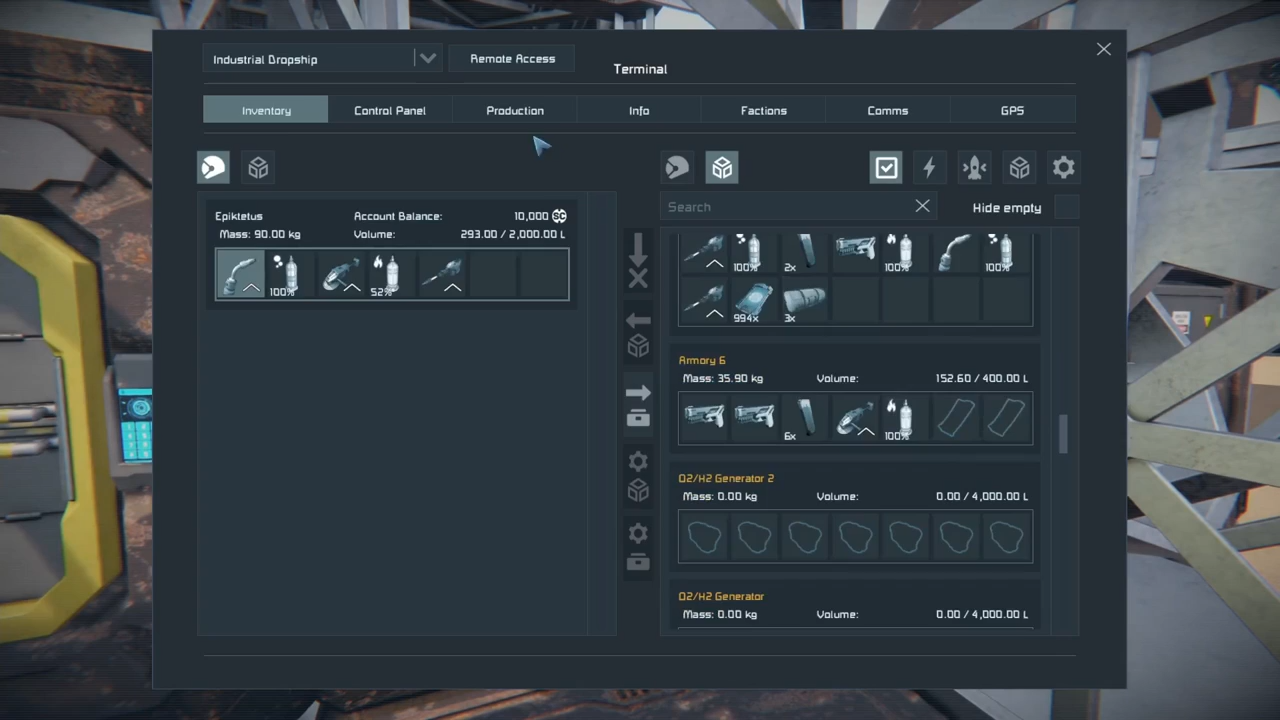 Industrial Dropship
Remote Access
Terminal
Inventory
Control Panel
Production
Info
Factions
Comms
GPS
Search
Hide empty
Epiktetus
Account Balance: 10,000 SC
Mass: 90.00 kg
Volume: 293.00 / 2,000.00 L
100%
52%
100%
2x
100%
100%
994x
3x
Armory 6
Mass: 35.90 kg
Volume: 152.60 / 400.00 L
6x
100%
O2/H2 Generator 2
Mass: 0.00 kg
Volume: 0.00 / 4,000.00 L
O2/H2 Generator
Mass: 0.00 kg
Volume: 0.00 / 4,000.00 L